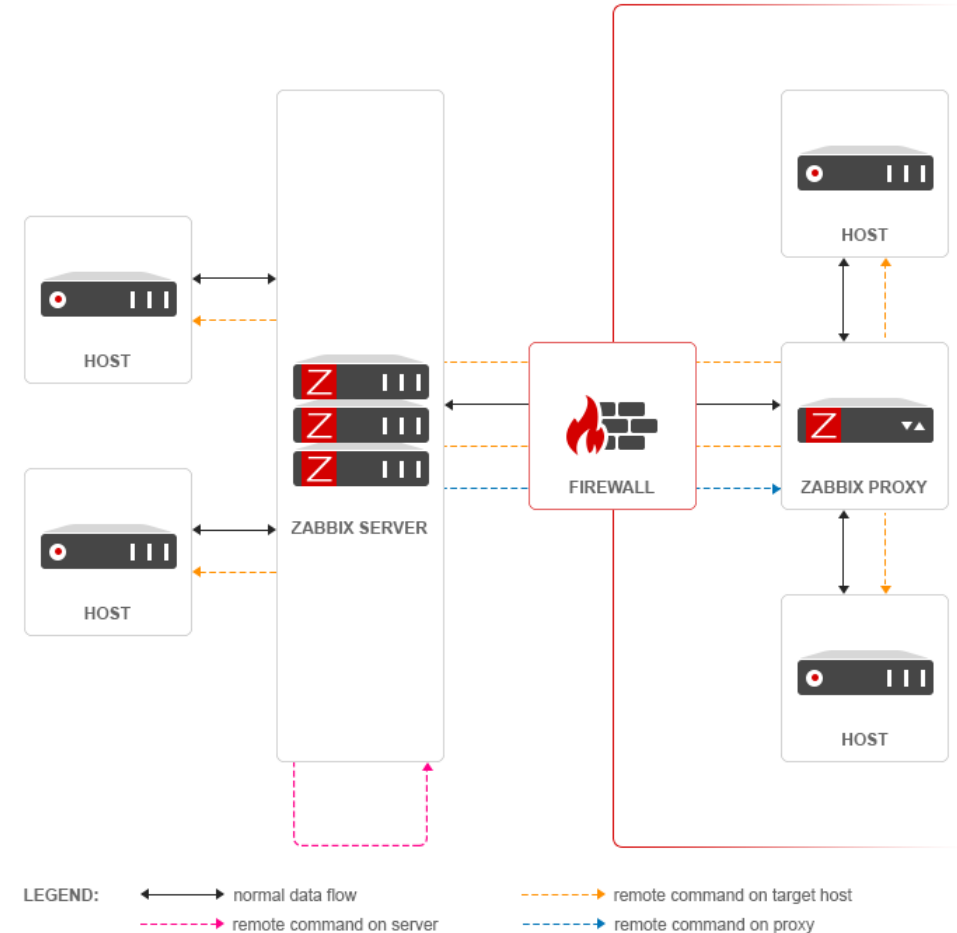 HOST
HOST
Z
Z
Z
ZABBIX SERVER
HOST
FIREWALL
Z
ZABBIX PROXY
HOST
HOST
LEGEND:
normal data flow
remote command on target host
remote command on server
remote command on proxy